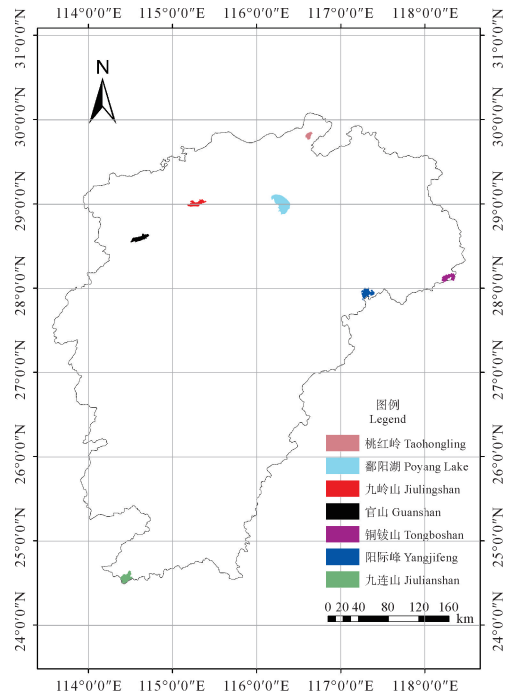 114°0'0"E 115°0'0"E 116°0'0"E 117°0'0"E 118°0'0"E
31°0'0"N 31°0'0"N
N
30°0'0"N 30°0'0"N
29°0'0"N 29°0'0"N
28°0'0"N 28°0'0"N
27°0'0"N 27°0'0"N
26°0'0"N 26°0'0"N
25°0'0"N 25°0'0"N
24°0'0"N 24°0'0"N
图例
Legend
桃红岭 Taohongling
鄱阳湖 Poyang Lake
九岭山 Jiulingshan
官山 Guanshan
铜钹山 Tongboshan
阳际峰 Yangjifeng
九连山 Jiulianshan
0 20 40 80 120 160
km
114°0'0"E 115°0'0"E 116°0'0"E 117°0'0"E 118°0'0"E